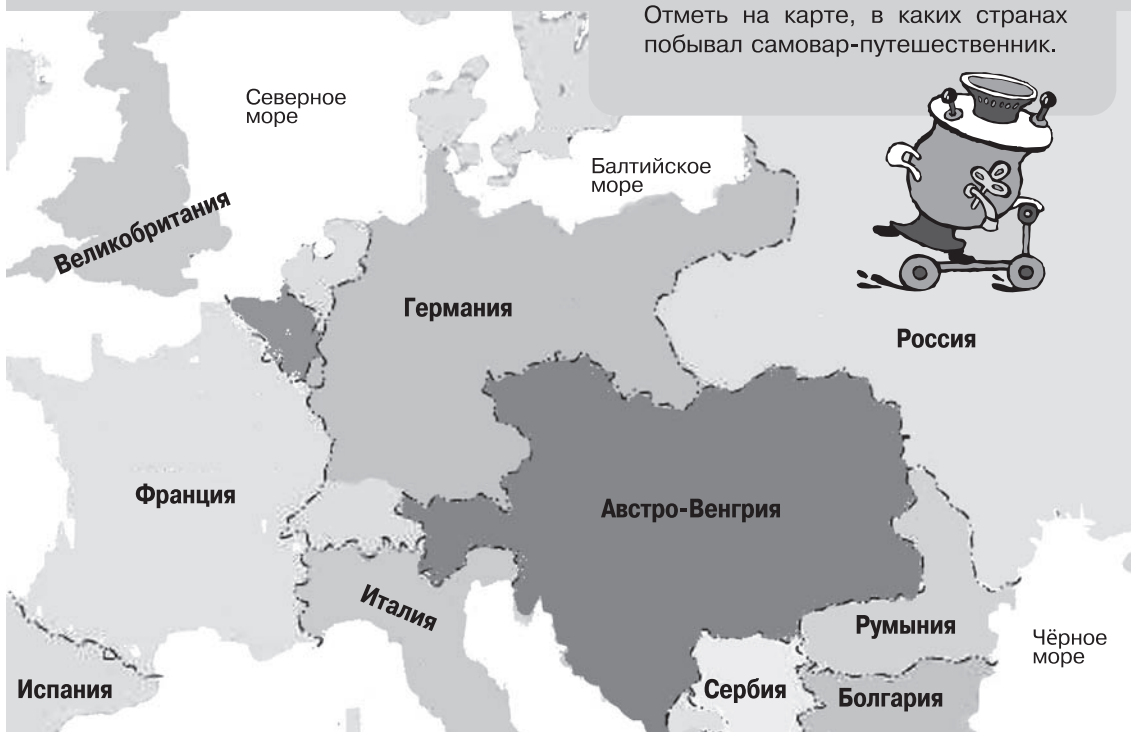 Отметь на карте, в каких странах
побывал самовар-путешественник.
Северное
море
Балтийское
море
Великобритания
Германия
Россия
Франция
Австро-Венгрия
Италия
Румыния
Чёрное
море
Испания
Сербия
Болгария